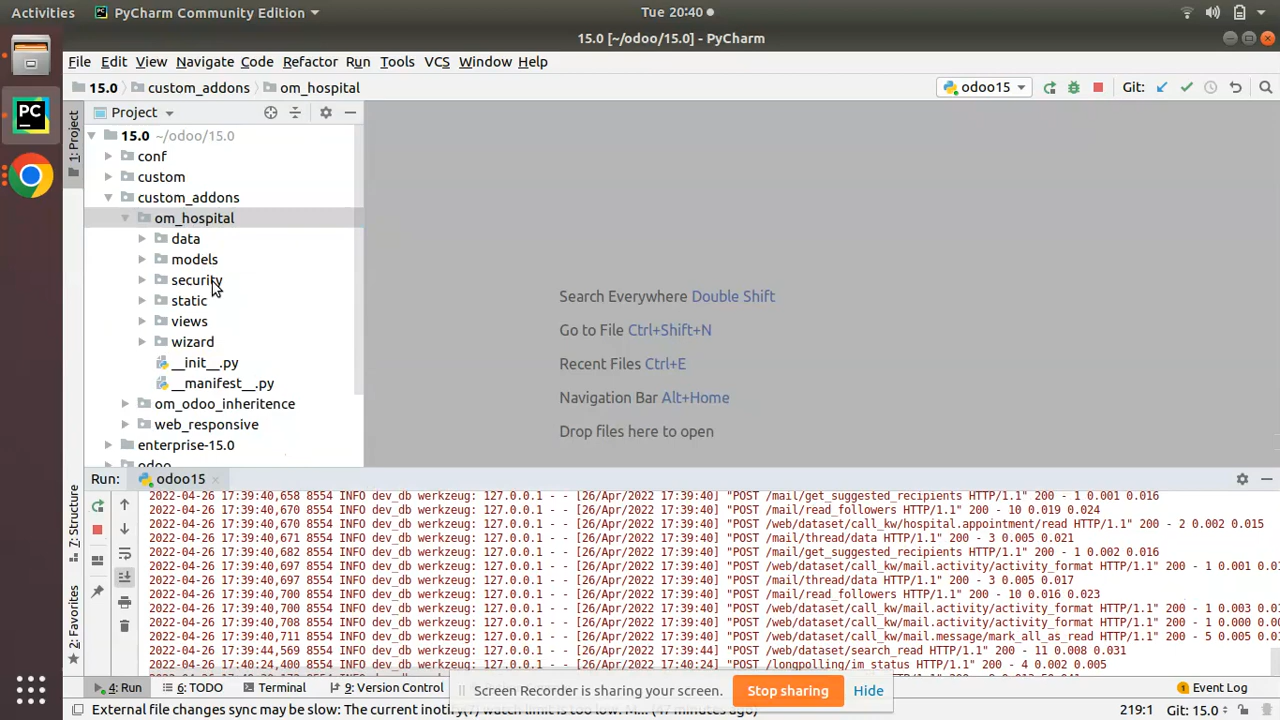 Activities PyCharm Community Edition Tue 20:40
15.0 [~/odoo/15.0] - PyCharm
File Edit View Navigate Code Refactor Run Tools VCS Window Help
15.0 custom_addons om_hospital odoo15 Git:
Project
1: Project
15.0 ~/odoo/15.0
conf
custom
custom_addons
om_hospital
data
models
security
static
views
wizard
__init__.py
__manifest__.py
om_odoo_inheritence
web_responsive
enterprise-15.0
odoo
Search Everywhere Double Shift
Go to File Ctrl+Shift+N
Recent Files Ctrl+E
Navigation Bar Alt+Home
Drop files here to open
7: Structure
2: Favorites
Run: odoo15
2022-04-26 17:39:40,658 8554 INFO dev_db werkzeug: 127.0.0.1 - - [26/Apr/2022 17:39:40] "POST /mail/get_suggested_recipients HTTP/1.1" 200 - 1 0.001 0.016
2022-04-26 17:39:40,670 8554 INFO dev_db werkzeug: 127.0.0.1 - - [26/Apr/2022 17:39:40] "POST /mail/read_followers HTTP/1.1" 200 - 10 0.019 0.024
2022-04-26 17:39:40,670 8554 INFO dev_db werkzeug: 127.0.0.1 - - [26/Apr/2022 17:39:40] "POST /web/dataset/call_kw/hospital.appointment/read HTTP/1.1" 200 - 2 0.002 0.015
2022-04-26 17:39:40,671 8554 INFO dev_db werkzeug: 127.0.0.1 - - [26/Apr/2022 17:39:40] "POST /mail/thread/data HTTP/1.1" 200 - 3 0.005 0.021
2022-04-26 17:39:40,682 8554 INFO dev_db werkzeug: 127.0.0.1 - - [26/Apr/2022 17:39:40] "POST /mail/get_suggested_recipients HTTP/1.1" 200 - 1 0.002 0.016
2022-04-26 17:39:40,697 8554 INFO dev_db werkzeug: 127.0.0.1 - - [26/Apr/2022 17:39:40] "POST /web/dataset/call_kw/mail.activity/activity_format HTTP/1.1" 200 - 1 0.001 0.01
2022-04-26 17:39:40,697 8554 INFO dev_db werkzeug: 127.0.0.1 - - [26/Apr/2022 17:39:40] "POST /mail/thread/data HTTP/1.1" 200 - 3 0.005 0.017
2022-04-26 17:39:40,700 8554 INFO dev_db werkzeug: 127.0.0.1 - - [26/Apr/2022 17:39:40] "POST /mail/read_followers HTTP/1.1" 200 - 10 0.016 0.023
2022-04-26 17:39:40,700 8554 INFO dev_db werkzeug: 127.0.0.1 - - [26/Apr/2022 17:39:40] "POST /web/dataset/call_kw/mail.activity/activity_format HTTP/1.1" 200 - 1 0.003 0.0
2022-04-26 17:39:40,708 8554 INFO dev_db werkzeug: 127.0.0.1 - - [26/Apr/2022 17:39:40] "POST /web/dataset/call_kw/mail.activity/activity_format HTTP/1.1" 200 - 1 0.000 0.00
2022-04-26 17:39:40,711 8554 INFO dev_db werkzeug: 127.0.0.1 - - [26/Apr/2022 17:39:40] "POST /web/dataset/call_kw/mail.message/mark_all_as_read HTTP/1.1" 200 - 4 0.005 0.0
2022-04-26 17:39:44,569 8554 INFO dev_db werkzeug: 127.0.0.1 - - [26/Apr/2022 17:39:44] "POST /web/dataset/search_read HTTP/1.1" 200 - 11 0.008 0.031
2022-04-26 17:40:24,400 8554 INFO dev_db werkzeug: 127.0.0.1 - - [26/Apr/2022 17:40:24] "POST /longpolling/im_status HTTP/1.1" 200 - 4 0.002 0.005
4: Run 6: TODO Terminal 9: Version Control Event Log
Screen Recorder is sharing your screen. Stop sharing Hide
External file changes sync may be slow: The current inotify(7) watch limit is too low. M... (47 minutes ago) 219:1 Git: 15.0